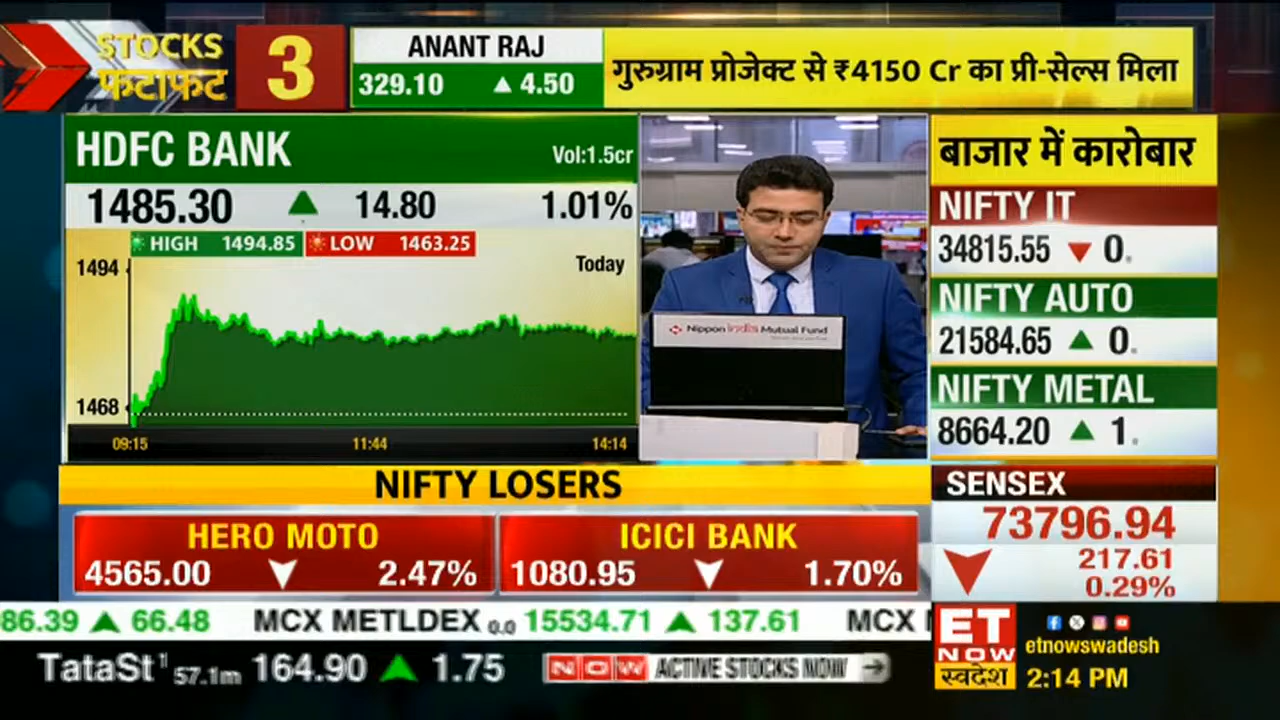 STOCKS
फटाफट
3
ANANT RAJ
329.10 ▲ 4.50
गुरुग्राम प्रोजेक्ट से ₹4150 Cr का प्री-सेल्स मिला
HDFC BANK
Vol:1.5cr
1485.30 ▲ 14.80 1.01%
HIGH 1494.85 LOW 1463.25
Today
1494
1468
09:15 11:44 14:14
Nippon india Mutual Fund
बाजार में कारोबार
NIFTY IT
34815.55 ▼ 0.
NIFTY AUTO
21584.65 ▲ 0.
NIFTY METAL
8664.20 ▲ 1.
SENSEX
73796.94
▼ 217.61
0.29%
NIFTY LOSERS
HERO MOTO
4565.00 ▼ 2.47%
ICICI BANK
1080.95 ▼ 1.70%
86.39 ▲ 66.48 MCX METLDEX 0.0 15534.71 ▲ 137.61 MCX
TataSt 57.1m 164.90 ▲ 1.75 NOW ACTIVE STOCKS NOW
ET
NOW
स्वदेश
etnowswadesh
2:14 PM